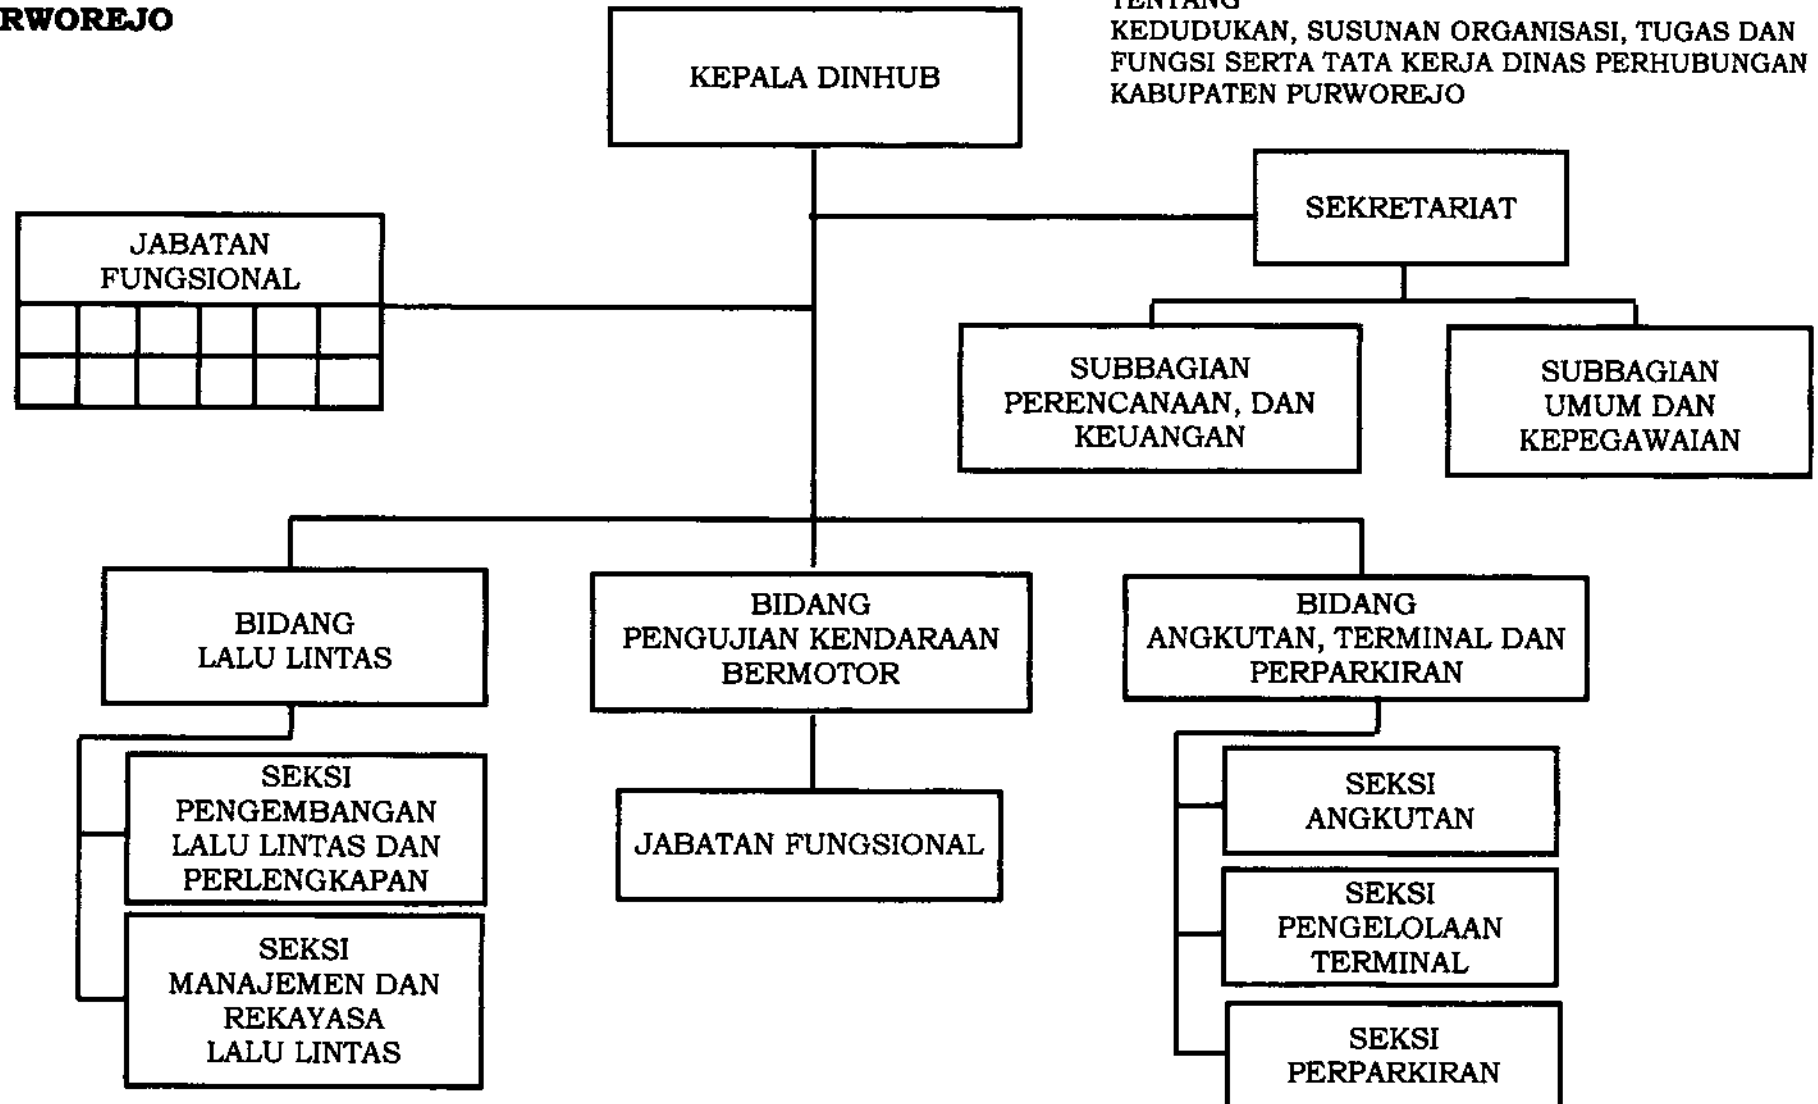 RWOREJO
TENTANG
KEDUDUKAN, SUSUNAN ORGANISASI, TUGAS DAN
FUNGSI SERTA TATA KERJA DINAS PERHUBUNGAN
KABUPATEN PURWOREJO
KEPALA DINHUB
SEKRETARIAT
JABATAN
FUNGSIONAL
SUBBAGIAN
PERENCANAAN, DAN
KEUANGAN
SUBBAGIAN
UMUM DAN
KEPEGAWAIAN
BIDANG
LALU LINTAS
BIDANG
PENGUJIAN KENDARAAN
BERMOTOR
BIDANG
ANGKUTAN, TERMINAL DAN
PERPARKIRAN
SEKSI
PENGEMBANGAN
LALU LINTAS DAN
PERLENGKAPAN
SEKSI
MANAJEMEN DAN
REKAYASA
LALU LINTAS
JABATAN FUNGSIONAL
SEKSI
ANGKUTAN
SEKSI
PENGELOLAAN
TERMINAL
SEKSI
PERPARKIRAN